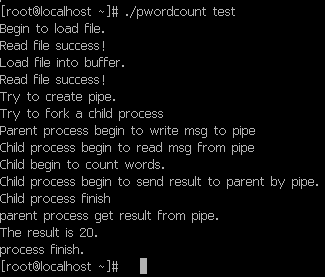 [root@localhost ~]# ./pwordcount test
Begin to load file.
Read file success!
Load file into buffer.
Read file success!
Try to create pipe.
Try to fork a child process
Parent process begin to write msg to pipe
Child process begin to read msg from pipe
Child begin to count words.
Child process begin to send result to parent by pipe.
Child process finish
parent process get result from pipe.
The result is 20.
process finish.
[root@localhost ~]#